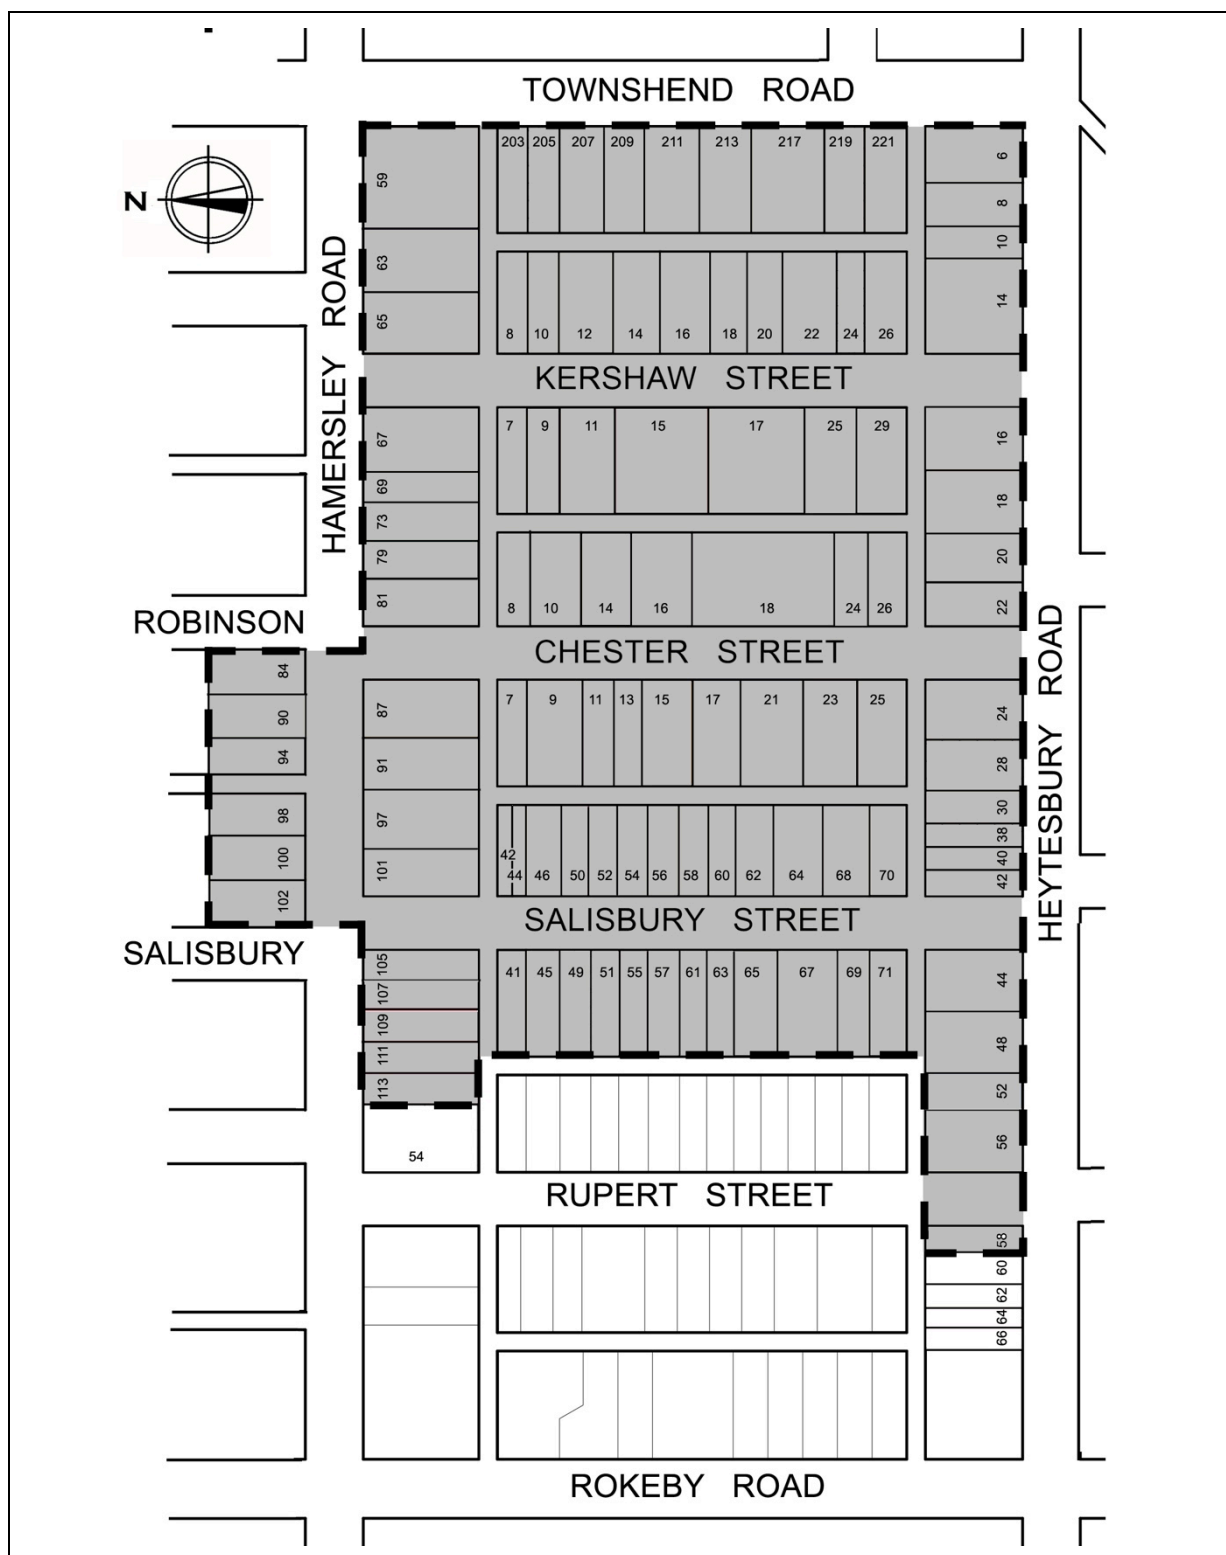 TOWNSHEND ROAD
203 205 207 209 211 213 217 219 221
N
59
63
65
HAMERSLEY ROAD
6
8
10
14
8 10 12 14 16 18 20 22 24 26
KERSHAW STREET
7 9 11 15 17 25 29
67
69
73
79
81
16
18
20
22
8 10 14 16 18 24 26
ROBINSON
CHESTER STREET
84
90
94
98
100
102
87
91
97
101
7 9 11 13 15 17 21 23 25
24
28
30
38
40
42
HEYTESBURY ROAD
42
44 46 50 52 54 56 58 60 62 64 68 70
SALISBURY STREET
SALISBURY
105
107
109
111
113
41 45 49 51 55 57 61 63 65 67 69 71
44
48
52
56
54
RUPERT STREET
58
60
62
64
66
ROKEBY ROAD